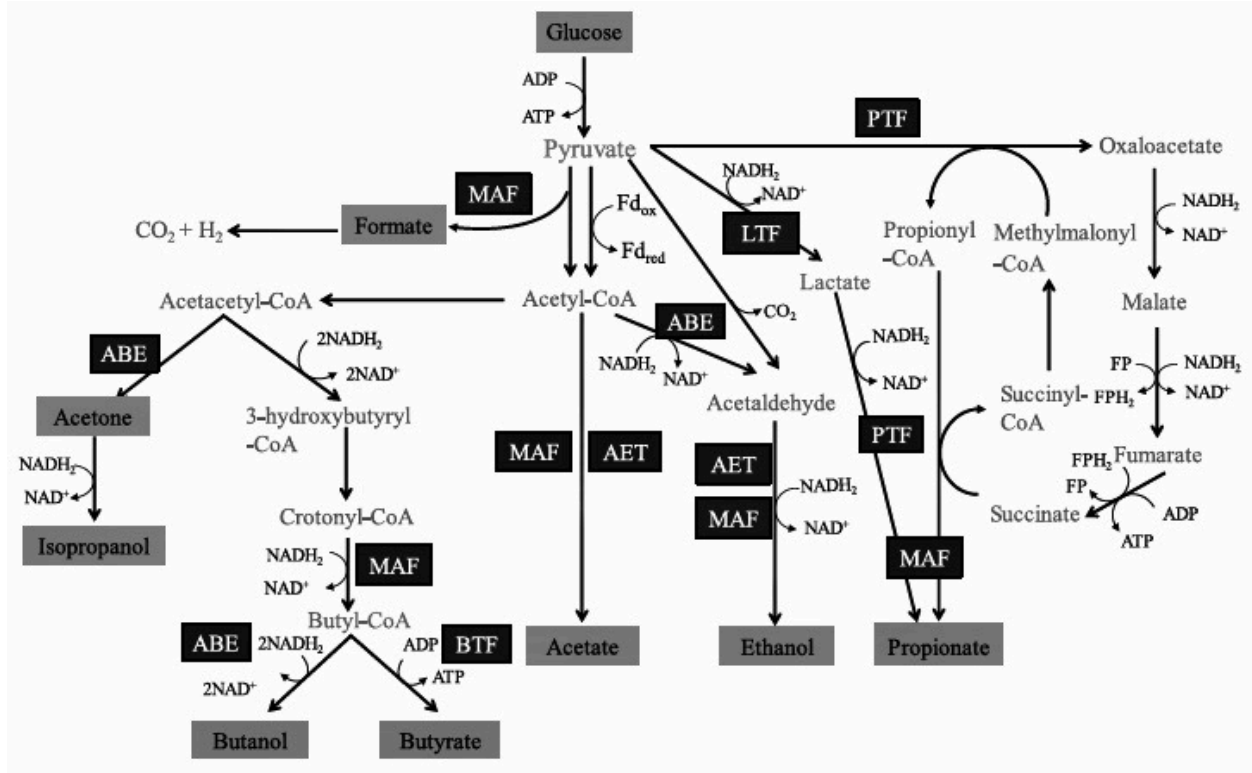 Glucose
ADP
ATP
PTF
Pyruvate
Oxaloacetate
MAF
NADH₂
NAD⁺
Fdox
CO₂ + H₂
Formate
LTF
Fdred
Propionyl
-CoA
Methylmalonyl
-CoA
NADH₂
NAD⁺
Lactate
Acetacetyl-CoA
Acetyl-CoA
CO₂
Malate
ABE
ABE
2NADH₂
2NAD⁺
NADH₂
NAD⁺
NADH₂
NAD⁺
FP
FPH₂
NADH₂
NAD⁺
Acetone
3-hydroxybutyryl
-CoA
Acetaldehyde
Succinyl-
CoA
NADH₂
NAD⁺
MAF
AET
AET
PTF
Fumarate
FPH₂
FP
MAF
NADH₂
NAD⁺
Succinate
ADP
ATP
Isopropanol
Crotonyl-CoA
NADH₂
NAD⁺
MAF
MAF
Butyl-CoA
ABE
2NADH₂
2NAD⁺
ADP
ATP
BTF
Acetate
Ethanol
Propionate
Butanol
Butyrate